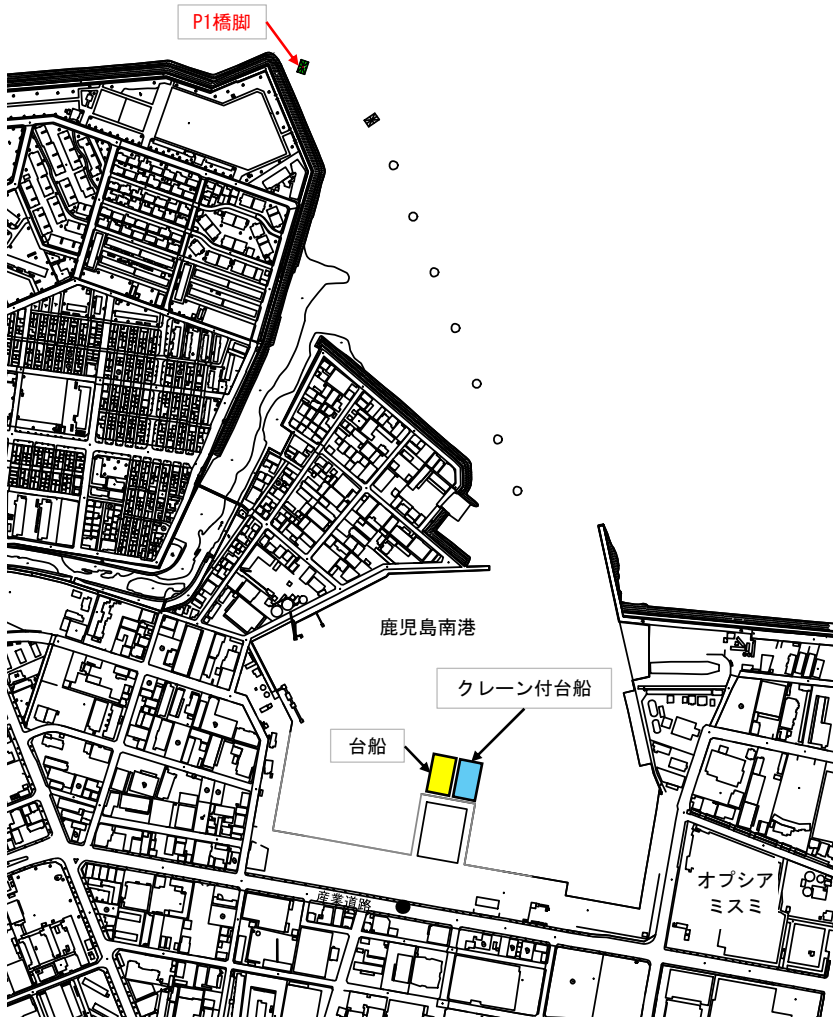 P1橋脚
鹿児島南港
クレーン付台船
台船
オプシア
ミスミ
産業道路